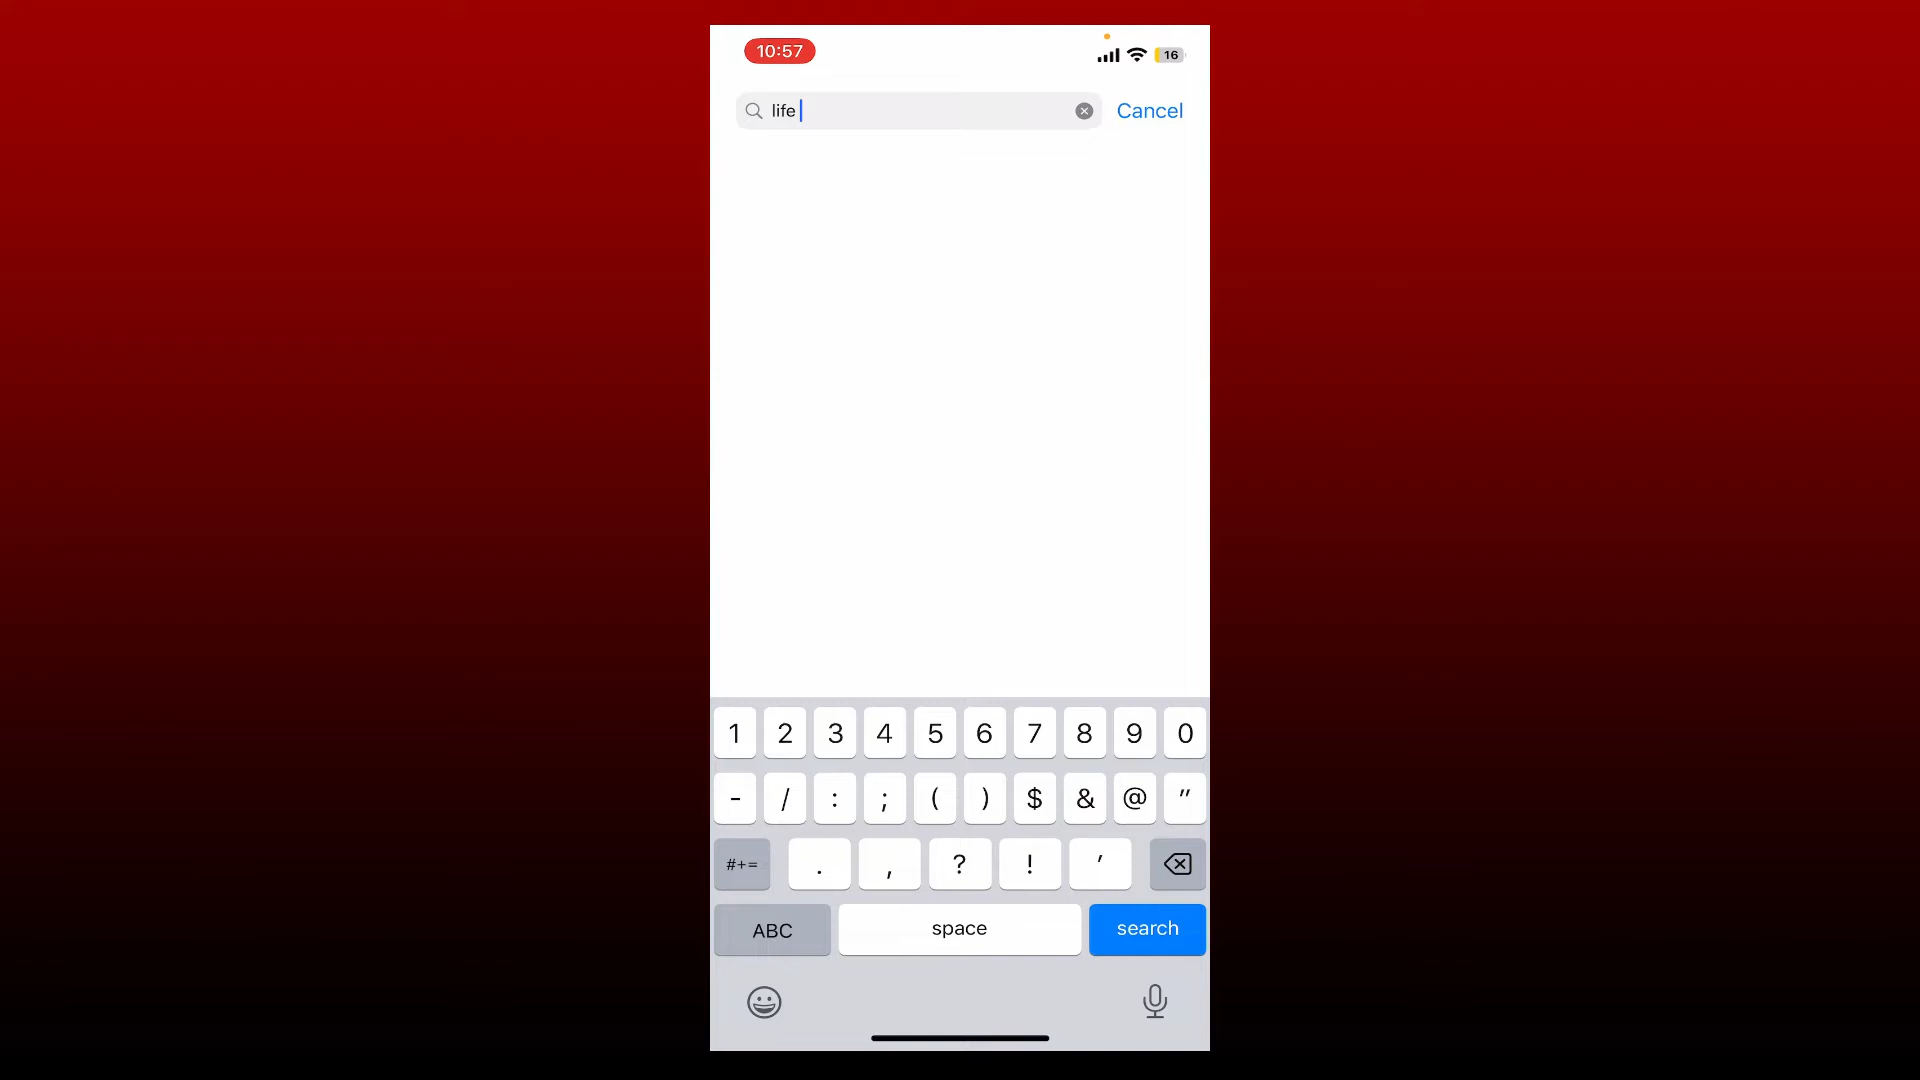 10:57
16
life
Cancel
1 2 3 4 5 6 7 8 9 0
- / : ; ( ) $ & @ "
#+= . , ? ! '
ABC space search